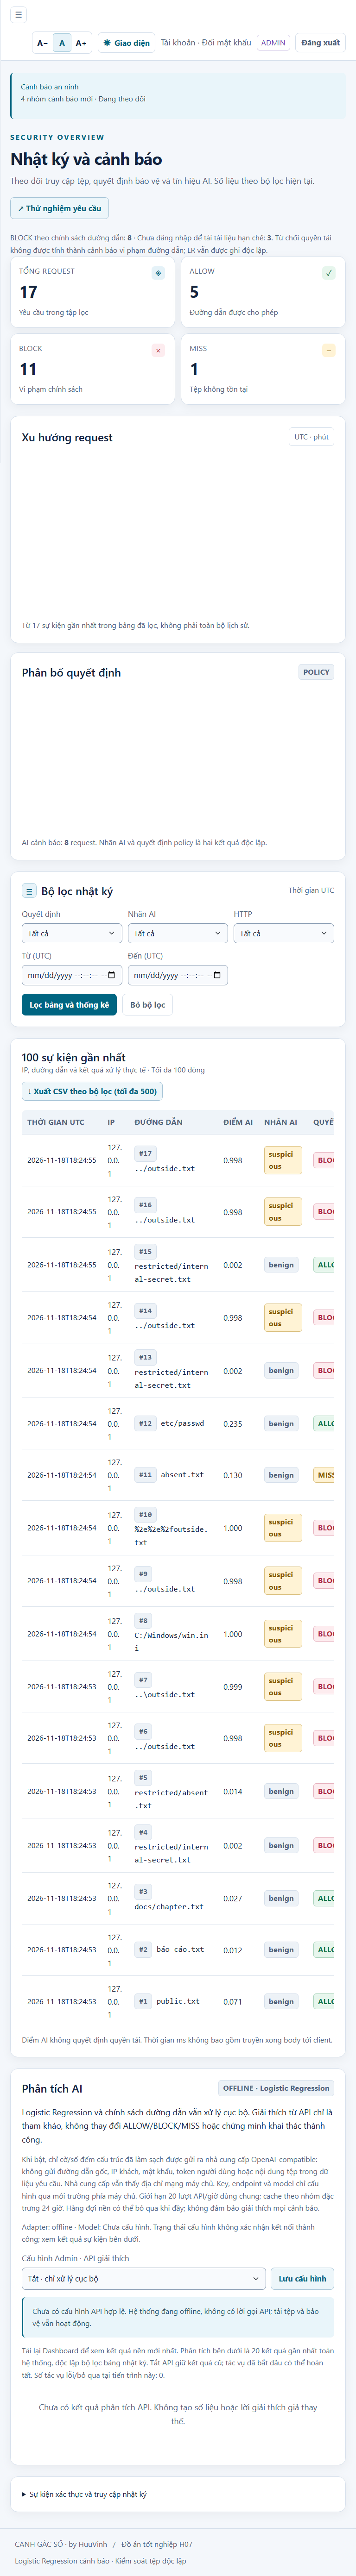 ☰
A− A A+ Giao diện Tài khoản · Đổi mật khẩu ADMIN Đăng xuất
Cảnh báo an ninh
4 nhóm cảnh báo mới · Đang theo dõi
SECURITY OVERVIEW
Nhật ký và cảnh báo
Theo dõi truy cập tệp, quyết định bảo vệ và tín hiệu AI. Số liệu theo bộ lọc hiện tại.
↗ Thử nghiệm yêu cầu
BLOCK theo chính sách đường dẫn: 8 · Chưa đăng nhập để tải tài liệu hạn chế: 3. Từ chối quyền tải
không được tính thành cảnh báo vi phạm đường dẫn; LR vẫn được ghi độc lập.
TỔNG REQUEST
17
Yêu cầu trong tập lọc
ALLOW ✓
5
Đường dẫn được cho phép
BLOCK ×
11
Vi phạm chính sách
MISS −
1
Tệp không tồn tại
Xu hướng request UTC · phút
Từ 17 sự kiện gần nhất trong bảng đã lọc, không phải toàn bộ lịch sử.
Phân bố quyết định POLICY
AI cảnh báo: 8 request. Nhãn AI và quyết định policy là hai kết quả độc lập.
☰ Bộ lọc nhật ký Thời gian UTC
Quyết định Nhãn AI HTTP
Tất cả Tất cả Tất cả
Từ (UTC) Đến (UTC)
mm/dd/yyyy --:--:-- -- mm/dd/yyyy --:--:-- --
Lọc bảng và thống kê Bỏ bộ lọc
100 sự kiện gần nhất
IP, đường dẫn và kết quả xử lý thực tế · Tối đa 100 dòng
↓ Xuất CSV theo bộ lọc (tối đa 500)
THỜI GIAN UTC IP ĐƯỜNG DẪN ĐIỂM AI NHÃN AI QUYẾ
2026-11-18T18:24:55 127.0.0.1 #17 ../outside.txt 0.998 suspicious BLOC
2026-11-18T18:24:55 127.0.0.1 #16 ../outside.txt 0.998 suspicious BLOC
2026-11-18T18:24:55 127.0.0.1 #15 restricted/internal-secret.txt 0.002 benign ALLO
2026-11-18T18:24:54 127.0.0.1 #14 ../outside.txt 0.998 suspicious BLOC
2026-11-18T18:24:54 127.0.0.1 #13 restricted/internal-secret.txt 0.002 benign BLOC
2026-11-18T18:24:54 127.0.0.1 #12 etc/passwd 0.235 benign ALLO
2026-11-18T18:24:54 127.0.0.1 #11 absent.txt 0.130 benign MISS
2026-11-18T18:24:54 127.0.0.1 #10 %2e%2e%2foutside.txt 1.000 suspicious BLOC
2026-11-18T18:24:54 127.0.0.1 #9 ../outside.txt 0.998 suspicious BLOC
2026-11-18T18:24:54 127.0.0.1 #8 C:/Windows/win.ini 1.000 suspicious BLOC
2026-11-18T18:24:53 127.0.0.1 #7 ..\outside.txt 0.999 suspicious BLOC
2026-11-18T18:24:53 127.0.0.1 #6 ../outside.txt 0.998 suspicious BLOC
2026-11-18T18:24:53 127.0.0.1 #5 restricted/absent.txt 0.014 benign BLOC
2026-11-18T18:24:53 127.0.0.1 #4 restricted/internal-secret.txt 0.002 benign BLOC
2026-11-18T18:24:53 127.0.0.1 #3 docs/chapter.txt 0.027 benign ALLO
2026-11-18T18:24:53 127.0.0.1 #2 báo cáo.txt 0.012 benign ALLO
2026-11-18T18:24:53 127.0.0.1 #1 public.txt 0.071 benign ALLO
Điểm AI không quyết định quyền tải. Thời gian ms không bao gồm truyền xong body tới client.
Phân tích AI OFFLINE · Logistic Regression
Logistic Regression và chính sách đường dẫn vẫn xử lý cục bộ. Giải thích từ API chỉ là
tham khảo, không thay đổi ALLOW/BLOCK/MISS hoặc chứng minh khai thác thành
công.
Khi bật, chỉ cờ/số đếm cấu trúc đã làm sạch được gửi ra nhà cung cấp OpenAI-compatible:
không gửi đường dẫn gốc, IP khách, mật khẩu, token người dùng hoặc nội dung tệp trong dữ
liệu yêu cầu. Nhà cung cấp vẫn thấy địa chỉ mạng máy chủ. Key, endpoint và model chỉ cấu
hình qua môi trường phía máy chủ. Giới hạn 20 lượt API/giờ dùng chung; cache theo nhóm đặc
trưng 24 giờ. Hàng đợi nền có thể bỏ qua khi đầy; không đảm bảo giải thích mọi cảnh báo.
Adapter: offline · Model: Chưa cấu hình. Trạng thái cấu hình không xác nhận kết nối thành
công; xem kết quả sự kiện bên dưới.
Cấu hình Admin · API giải thích
Tắt · chỉ xử lý cục bộ Lưu cấu hình
Chưa có cấu hình API hợp lệ. Hệ thống đang offline, không có lời gọi API; tải tệp và bảo
vệ vẫn hoạt động.
Tải lại Dashboard để xem kết quả nền mới nhất. Phân tích bên dưới là 20 kết quả gần nhất toàn
hệ thống, độc lập bộ lọc bảng nhật ký. Tắt API giữ kết quả cũ; tác vụ đã bắt đầu có thể hoàn
tất. Số tác vụ lỗi/bỏ qua tại tiến trình này: 0.
Chưa có kết quả phân tích API. Không tạo số liệu hoặc lời giải thích giả thay
thế.
▶ Sự kiện xác thực và truy cập nhật ký
CANH GÁC SỐ · by HuuVinh / Đồ án tốt nghiệp H07
Logistic Regression cảnh báo · Kiểm soát tệp độc lập